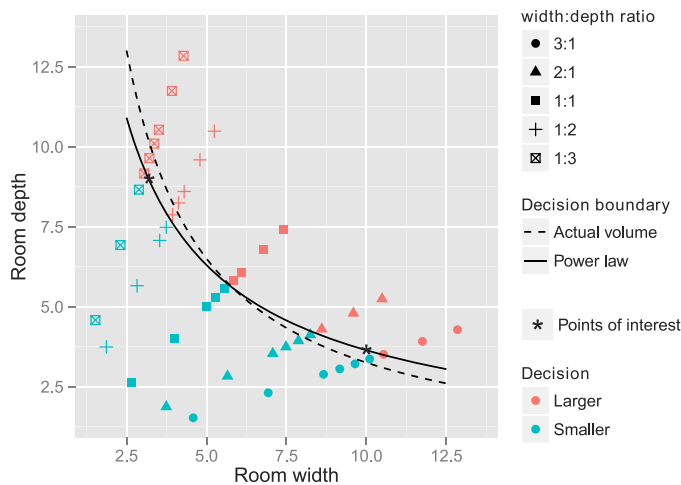 12.5
10.0
7.5
5.0
2.5
Room depth
2.5
5.0
7.5
10.0
12.5
Room width
width:depth ratio
3:1
2:1
1:1
1:2
1:3
Decision boundary
Actual volume
Power law
Points of interest
Decision
Larger
Smaller